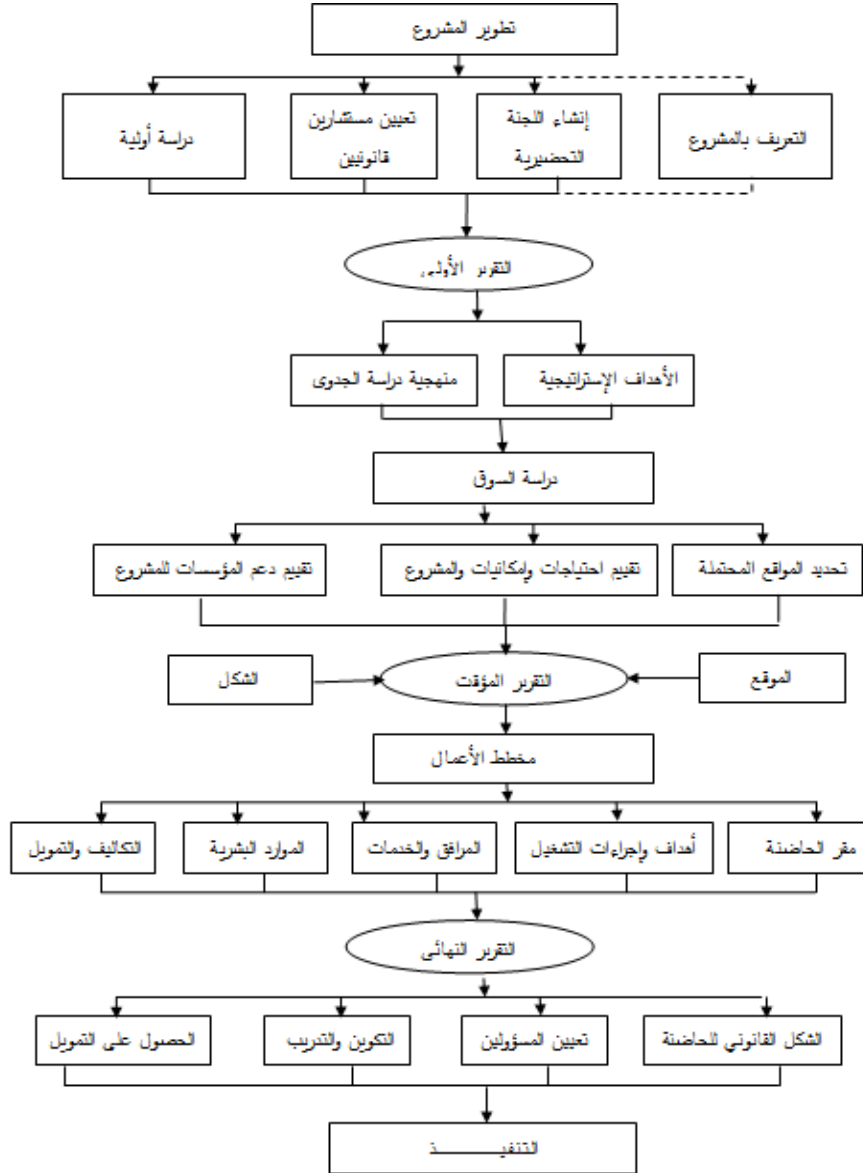 تطوير المشروع
التعريف بالمشروع
إنشاء اللجنة
التحضيرية
تعيين مستشارين
قانونيين
دراسة أولية
التقرير الأولي
الأهداف الإستراتيجية
منهجية دراسة الجدوى
دراسة السوق
تحديد المواقع المحتملة
تقييم احتياجات وإمكانيات والمشروع
تقييم دعم المؤسسات للمشروع
الموقع
التقرير المؤقت
الشكل
مخطط الأعمال
مقر الحاضنة
أهداف وإجراءات التشغيل
المرافق والخدمات
الموارد البشرية
التكاليف والتمويل
التقرير النهائي
الشكل القانوني للحاضنة
تعيين المسؤولين
التكوين والتدريب
الحصول على التمويل
التنفيـــــــــــذ